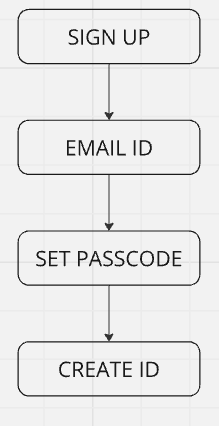 SIGN UP
EMAIL ID
SET PASSCODE
CREATE ID